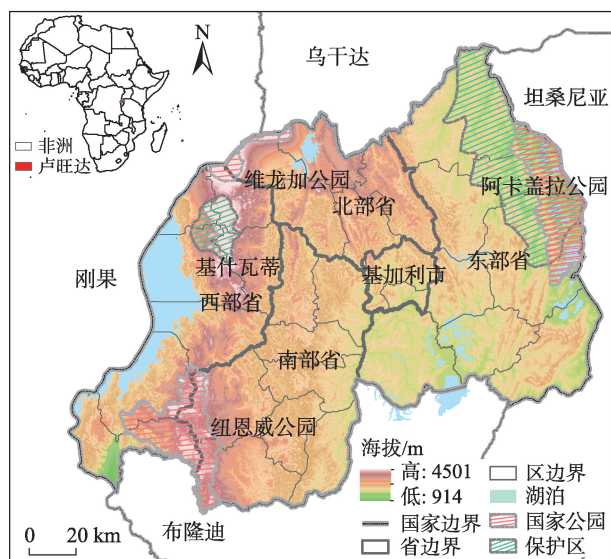 N
乌干达
坦桑尼亚
非洲
卢旺达
维龙加公园
北部省
阿卡盖拉公园
刚果
基什瓦蒂
基加利市
东部省
西部省
南部省
纽恩威公园
布隆迪
0 20 km
海拔/m
高: 4501
低: 914
国家边界
省边界
区边界
湖泊
国家公园
保护区